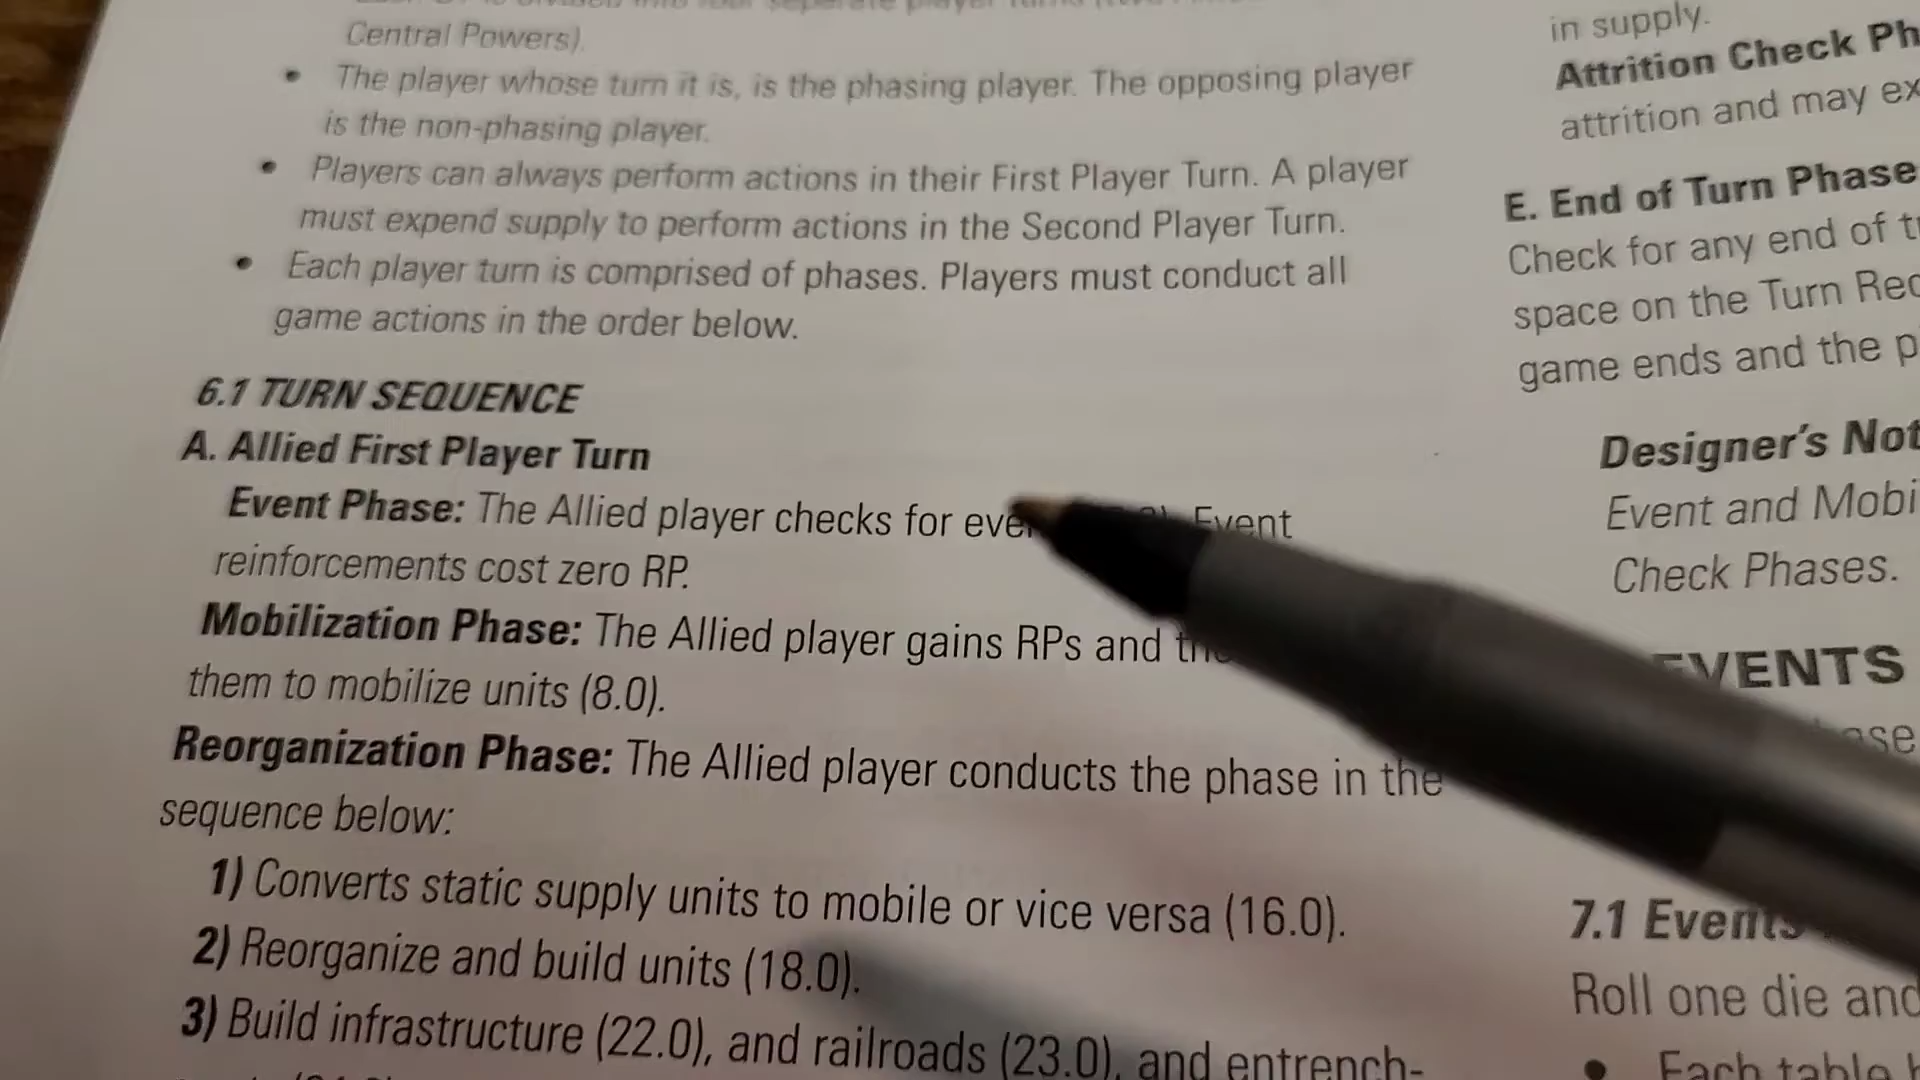 Central Powers).
• The player whose turn it is, is the phasing player. The opposing player
is the non-phasing player.
• Players can always perform actions in their First Player Turn. A player
must expend supply to perform actions in the Second Player Turn.
• Each player turn is comprised of phases. Players must conduct all
game actions in the order below.
6.1 TURN SEQUENCE
A. Allied First Player Turn
Event Phase: The Allied player checks for Event
reinforcements cost zero RP.
Mobilization Phase: The Allied player gains RPs and
them to mobilize units (8.0).
Reorganization Phase: The Allied player conducts the phase in the
sequence below:
1) Converts static supply units to mobile or vice versa (16.0).
2) Reorganize and build units (18.0).
3) Build infrastructure (22.0), and railroads (23.0), and entrench-
in supply.
Attrition Check
attrition and may
E. End of Turn Phase
Check for any end of
space on the Turn
game ends and the
Designer's
Event and
Check Phases.
EVENTS
7.1 Events
Roll one die and
• Each table